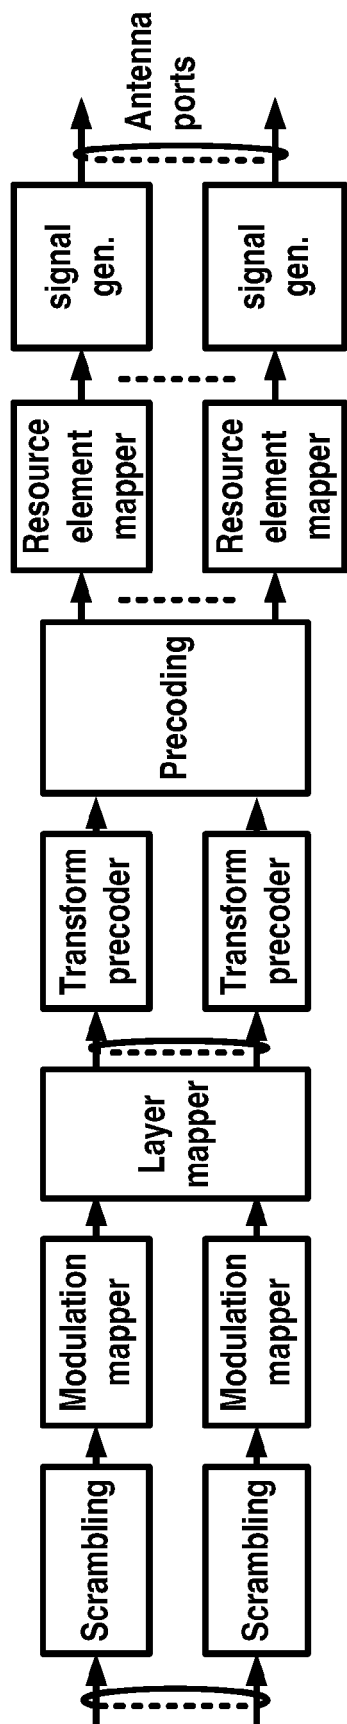 Scrambling
Scrambling
Modulation
mapper
Modulation
mapper
Layer
mapper
Transform
precoder
Transform
precoder
Precoding
Resource
element
mapper
Resource
element
mapper
signal
gen.
signal
gen.
Antenna
ports